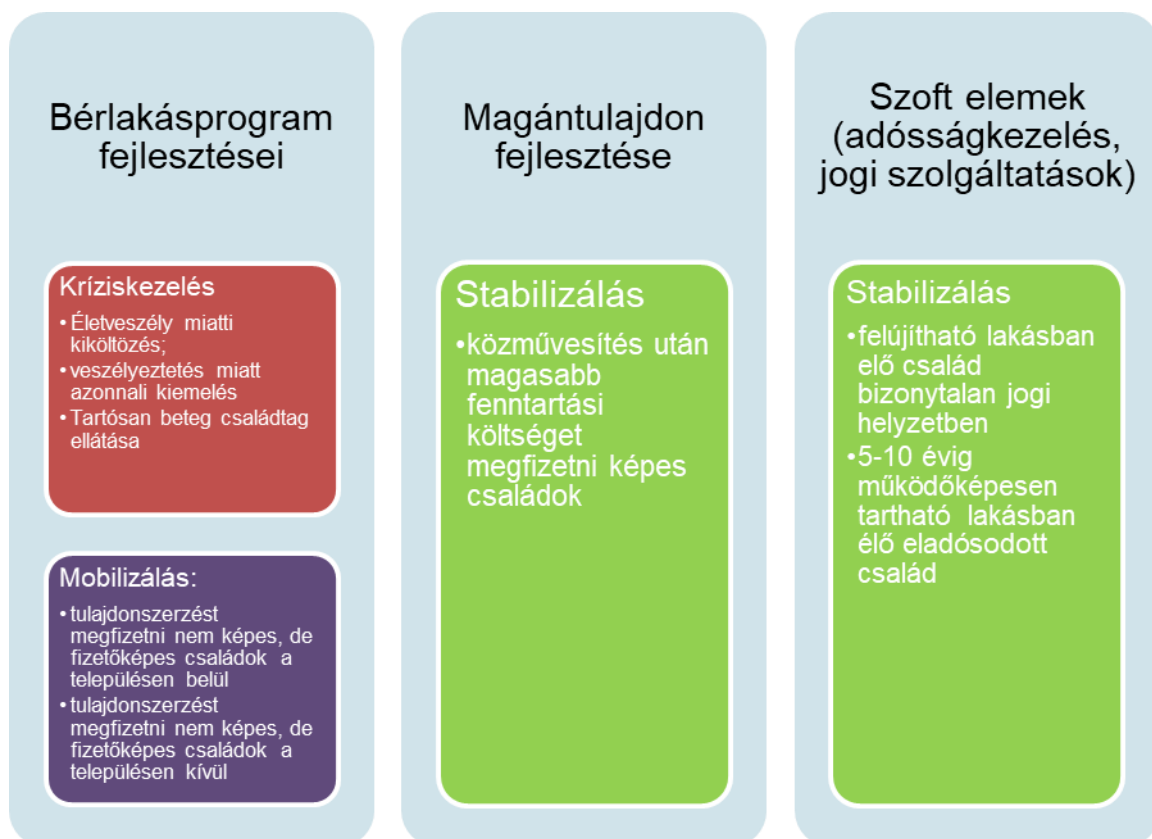 Bérlakásprogram
fejlesztései
Kríziskezelés
• Életveszély miatti
kiköltözés;
• veszélyeztetés miatt
azonnali kiemelés
• Tartósan beteg családtag
ellátása
Mobilizálás:
• tulajdonszerzést
megfizetni nem képes, de
fizetőképes családok a
településen belül
• tulajdonszerzést
megfizetni nem képes, de
fizetőképes családok a
településen kívül
Magántulajdon
fejlesztése
Stabilizálás
•közművesítés után
magasabb
fenntartási
költséget
megfizetni képes
családok
Szoft elemek
(adósságkezelés,
jogi szolgáltatások)
Stabilizálás
•felújítható lakásban
elő család
bizonytalan jogi
helyzetben
•5-10 évig
működőképesen
tartható lakásban
élő eladósodott
család